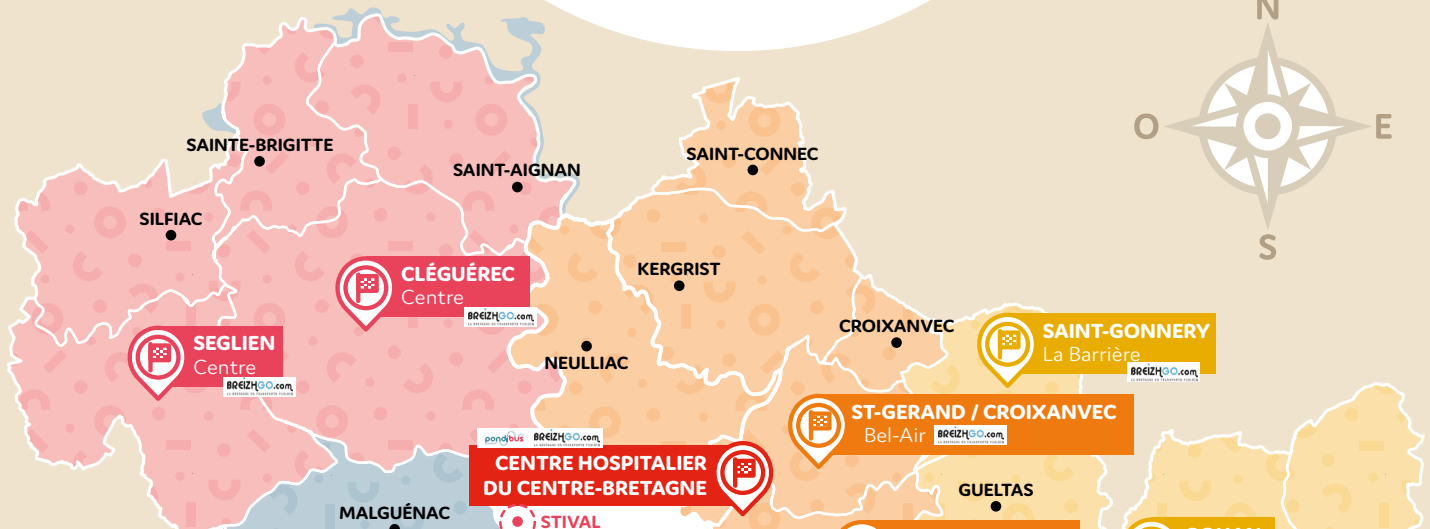 N
O
E
S
SAINTE-BRIGITTE
SAINT-AIGNAN
SAINT-CONNEC
SILFIAC
CLÉGUÉREC
Centre
BREIZHGO.com
KERGRIST
CROIXANVEC
SAINT-GONNERY
La Barrière
BREIZHGO.com
SEGLIEN
Centre
BREIZHGO.com
NEULLIAC
ST-GERAND / CROIXANVEC
Bel-Air BREIZHGO.com
pondibus BREIZHGO.com
CENTRE HOSPITALIER
DU CENTRE-BRETAGNE
GUELTAS
MALGUÉNAC
STIVAL